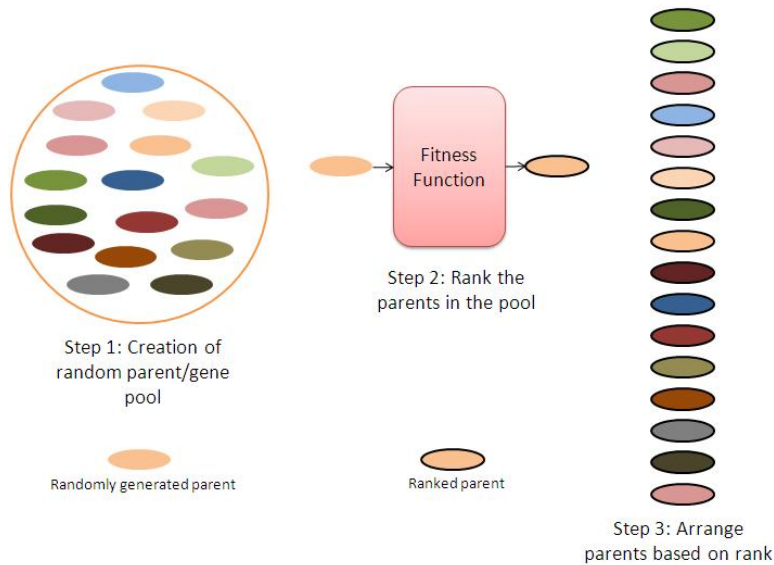 Fitness
Function
Step 2: Rank the
parents in the pool
Step 1: Creation of
random parent/gene
pool
Randomly generated parent
Ranked parent
Step 3: Arrange
parents based on rank